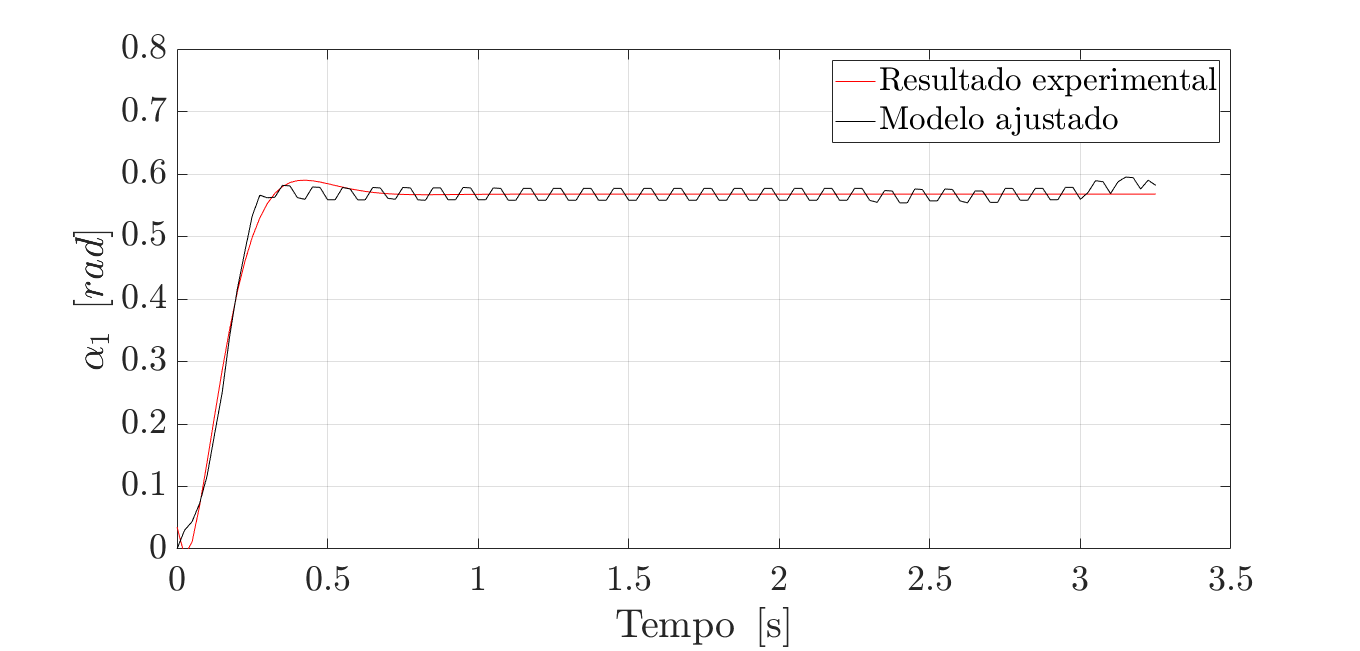 0.8
0.7
0.6
0.5
0.4
0.3
0.2
0.1
0
α₁ [rad]
Resultado experimental
Modelo ajustado
0 0.5 1 1.5 2 2.5 3 3.5
Tempo [s]